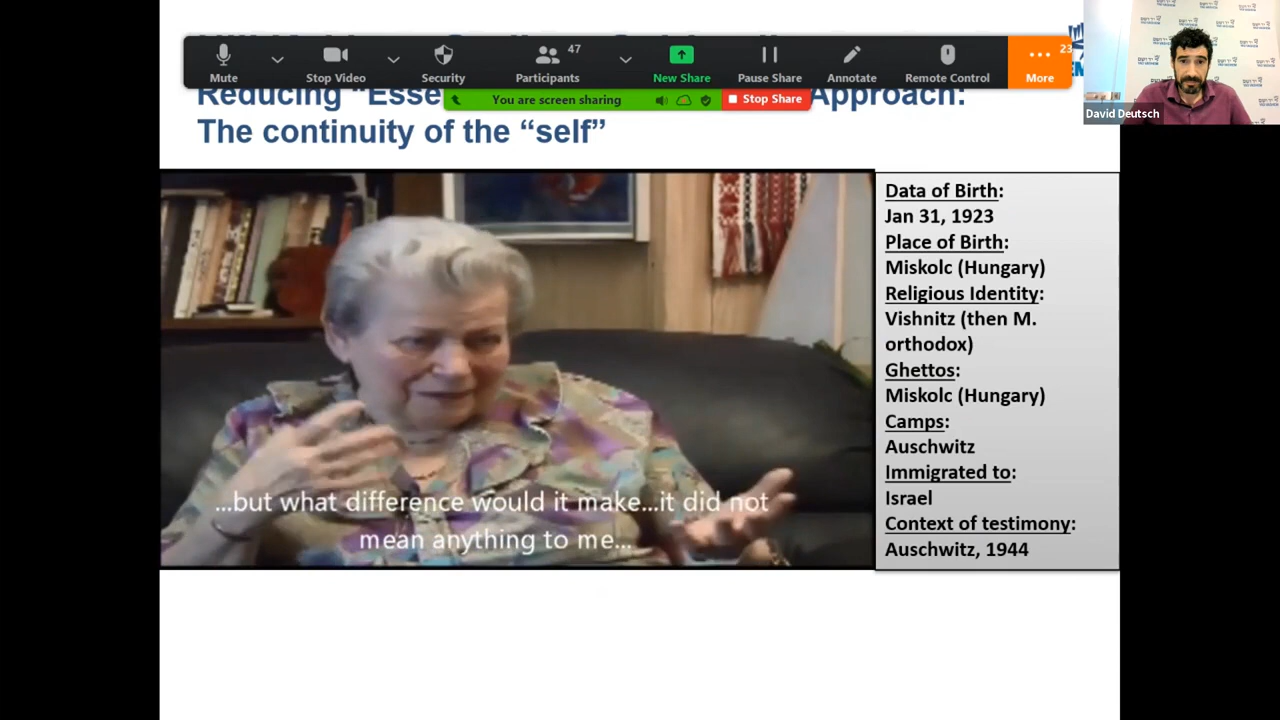 47
23
Mute
Stop Video
Security
Participants
New Share
Pause Share
Annotate
Remote Control
More
You are screen sharing
Stop Share
David Deutsch
Reducing “Esse
Approach:
The continuity of the “self”
...but what difference would it make...it did not
mean anything to me...
Data of Birth:
Jan 31, 1923
Place of Birth:
Miskolc (Hungary)
Religious Identity:
Vishnitz (then M.
orthodox)
Ghettos:
Miskolc (Hungary)
Camps:
Auschwitz
Immigrated to:
Israel
Context of testimony:
Auschwitz, 1944